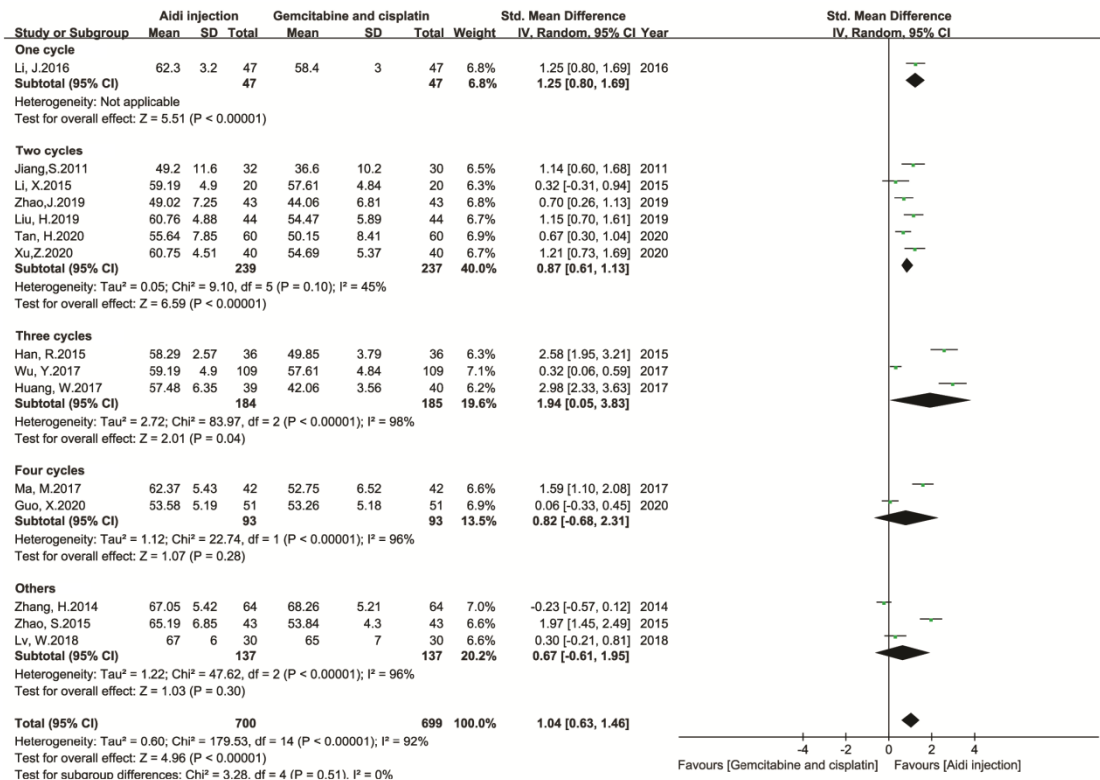 Aidi injection Gemcitabine and cisplatin Std. Mean Difference Std. Mean Difference
Study or Subgroup Mean SD Total Mean SD Total Weight IV, Random, 95% CI Year IV, Random, 95% CI
One cycle
Li, J.2016 62.3 3.2 47 58.4 3 47 6.8% 1.25 [0.80, 1.69] 2016
Subtotal (95% CI) 47 47 6.8% 1.25 [0.80, 1.69]
Heterogeneity: Not applicable
Test for overall effect: Z = 5.51 (P < 0.00001)
Two cycles
Jiang,S.2011 49.2 11.6 32 36.6 10.2 30 6.5% 1.14 [0.60, 1.68] 2011
Li, X.2015 59.19 4.9 20 57.61 4.84 20 6.3% 0.32 [-0.31, 0.94] 2015
Zhao,J.2019 49.02 7.25 43 44.06 6.81 43 6.8% 0.70 [0.26, 1.13] 2019
Liu, H.2019 60.76 4.88 44 54.47 5.89 44 6.7% 1.15 [0.70, 1.61] 2019
Tan, H.2020 55.64 7.85 60 50.15 8.41 60 6.9% 0.67 [0.30, 1.04] 2020
Xu,Z.2020 60.75 4.51 40 54.69 5.37 40 6.6% 1.21 [0.73, 1.69] 2020
Subtotal (95% CI) 239 237 40.0% 0.87 [0.61, 1.13]
Heterogeneity: Tau² = 0.05; Chi² = 9.10, df = 5 (P = 0.10); I² = 45%
Test for overall effect: Z = 6.59 (P < 0.00001)
Three cycles
Han, R.2015 58.29 2.57 36 49.85 3.79 36 6.3% 2.58 [1.95, 3.21] 2015
Wu, Y.2017 59.19 4.9 109 57.61 4.84 109 7.1% 0.32 [0.06, 0.59] 2017
Huang, W.2017 57.48 6.35 39 42.06 3.56 40 6.2% 2.98 [2.33, 3.63] 2017
Subtotal (95% CI) 184 185 19.6% 1.94 [0.05, 3.83]
Heterogeneity: Tau² = 2.72; Chi² = 83.97, df = 2 (P < 0.00001); I² = 98%
Test for overall effect: Z = 2.01 (P = 0.04)
Four cycles
Ma, M.2017 62.37 5.43 42 52.75 6.52 42 6.6% 1.59 [1.10, 2.08] 2017
Guo, X.2020 53.58 5.19 51 53.26 5.18 51 6.9% 0.06 [-0.33, 0.45] 2020
Subtotal (95% CI) 93 93 13.5% 0.82 [-0.68, 2.31]
Heterogeneity: Tau² = 1.12; Chi² = 22.74, df = 1 (P < 0.00001); I² = 96%
Test for overall effect: Z = 1.07 (P = 0.28)
Others
Zhang, H.2014 67.05 5.42 64 68.26 5.21 64 7.0% -0.23 [-0.57, 0.12] 2014
Zhao, S.2015 65.19 6.85 43 53.84 4.3 43 6.6% 1.97 [1.45, 2.49] 2015
Lv, W.2018 67 6 30 65 7 30 6.6% 0.30 [-0.21, 0.81] 2018
Subtotal (95% CI) 137 137 20.2% 0.67 [-0.61, 1.95]
Heterogeneity: Tau² = 1.22; Chi² = 47.62, df = 2 (P < 0.00001); I² = 96%
Test for overall effect: Z = 1.03 (P = 0.30)
Total (95% CI) 700 699 100.0% 1.04 [0.63, 1.46]
Heterogeneity: Tau² = 0.60; Chi² = 179.53, df = 14 (P < 0.00001); I² = 92%
Test for overall effect: Z = 4.96 (P < 0.00001)
Test for subgroup differences: Chi² = 3.28, df = 4 (P = 0.51), I² = 0%
-4 -2 0 2 4
Favours [Gemcitabine and cisplatin] Favours [Aidi injection]